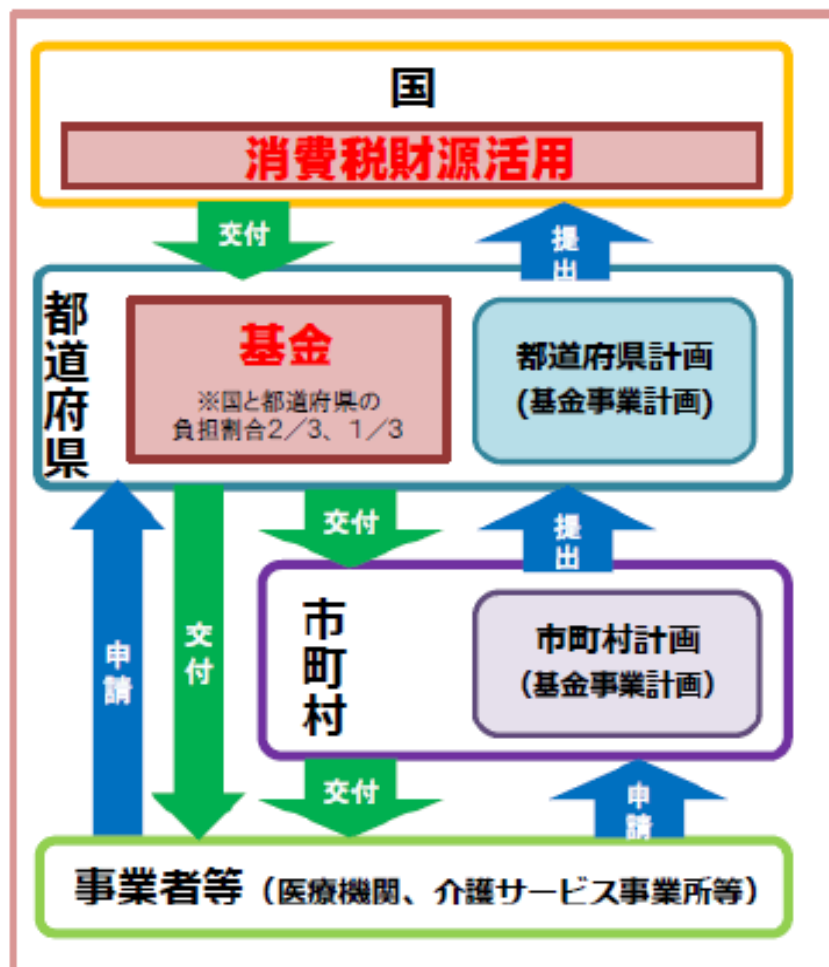 国
消費税財源活用
交付
提出
都道府県
基金
※国と都道府県の
負担割合2/3、1/3
都道府県計画
(基金事業計画)
交付
提出
申請
交付
市町村
市町村計画
(基金事業計画)
交付
申請
事業者等(医療機関、介護サービス事業所等)